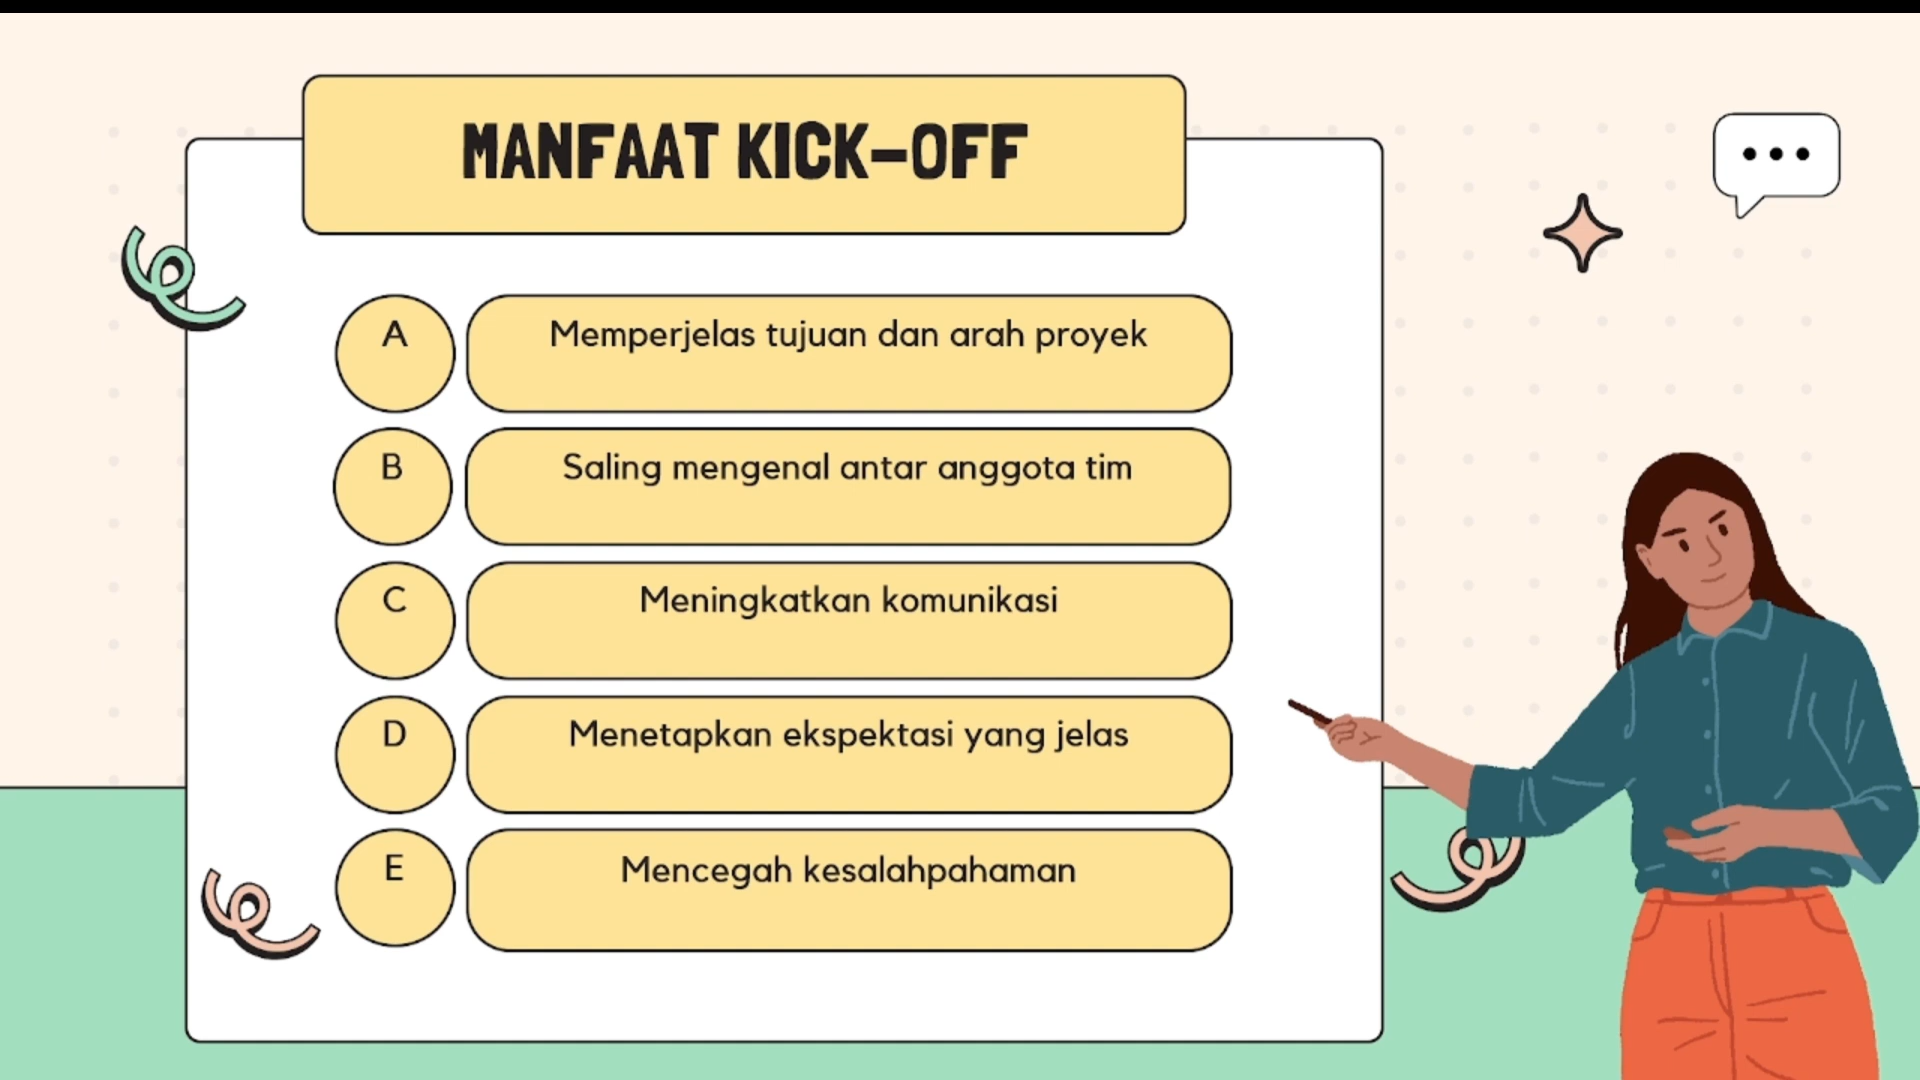 MANFAAT KICK-OFF
A
Memperjelas tujuan dan arah proyek
B
Saling mengenal antar anggota tim
C
Meningkatkan komunikasi
D
Menetapkan ekspektasi yang jelas
E
Mencegah kesalahpahaman